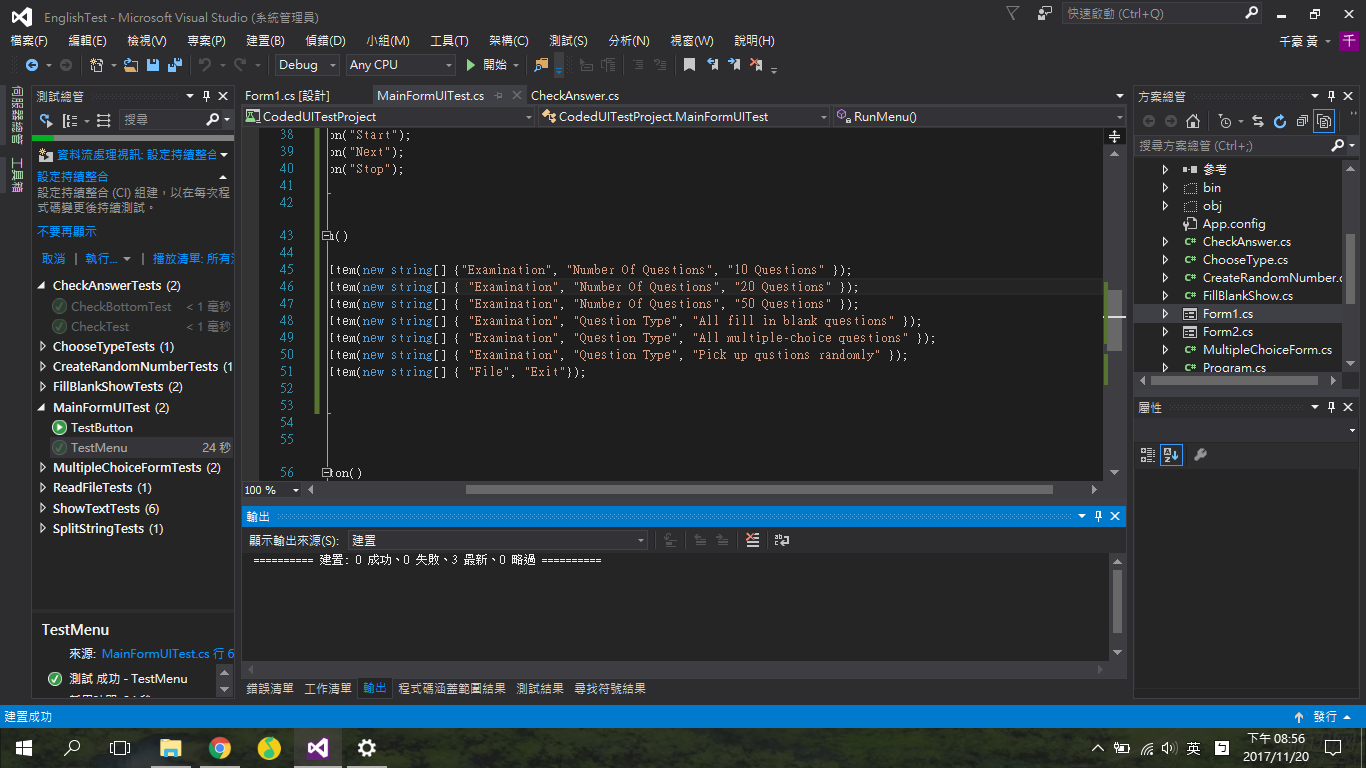 EnglishTest - Microsoft Visual Studio (系統管理員)
快速啟動 (Ctrl+Q)
檔案(F) 編輯(E) 檢視(V) 專案(P) 建置(B) 偵錯(D) 小組(M) 工具(T) 架構(C) 測試(S) 分析(N) 視窗(W) 說明(H)
千豪 黃 千
Debug Any CPU 開始
伺服器總管
工具箱
測試總管
搜尋
資料流處理視訊: 設定持續整合
設定持續整合
設定持續整合 (CI) 組建，以在每次程
式碼變更後持續測試。
不要再顯示
取消 | 執行... | 播放清單: 所有
CheckAnswerTests (2)
CheckBottomTest < 1 毫秒
CheckTest < 1 毫秒
ChooseTypeTests (1)
CreateRandomNumberTests (1
FillBlankShowTests (2)
MainFormUITest (2)
TestButton
TestMenu 24 秒
MultipleChoiceFormTests (2)
ReadFileTests (1)
ShowTextTests (6)
SplitStringTests (1)
TestMenu
來源: MainFormUITest.cs 行 6
測試 成功 - TestMenu
Form1.cs [設計] MainFormUITest.cs CheckAnswer.cs
CodedUITestProject CodedUITestProject.MainFormUITest RunMenu()
38 on("Start");
39 on("Next");
40 on("Stop");
41
42
43 ()
44
45 Item(new string[] {"Examination", "Number Of Questions", "10 Questions" });
46 Item(new string[] { "Examination", "Number Of Questions", "20 Questions" });
47 Item(new string[] { "Examination", "Number Of Questions", "50 Questions" });
48 Item(new string[] { "Examination", "Question Type", "All fill in blank questions" });
49 Item(new string[] { "Examination", "Question Type", "All multiple-choice questions" });
50 Item(new string[] { "Examination", "Question Type", "Pick up qustions randomly" });
51 Item(new string[] { "File", "Exit"});
52
53
54
55
56 ton()
100 %
輸出
顯示輸出來源(S): 建置
========== 建置: 0 成功、0 失敗、3 最新、0 略過 ==========
錯誤清單 工作清單 輸出 程式碼涵蓋範圍結果 測試結果 尋找符號結果
方案總管
搜尋方案總管 (Ctrl+;)
參考
bin
obj
App.config
CheckAnswer.cs
ChooseType.cs
CreateRandomNumber.c
FillBlankShow.cs
Form1.cs
Form2.cs
MultipleChoiceForm.cs
Program.cs
屬性
建置成功 發行
英
下午 08:56
2017/11/20